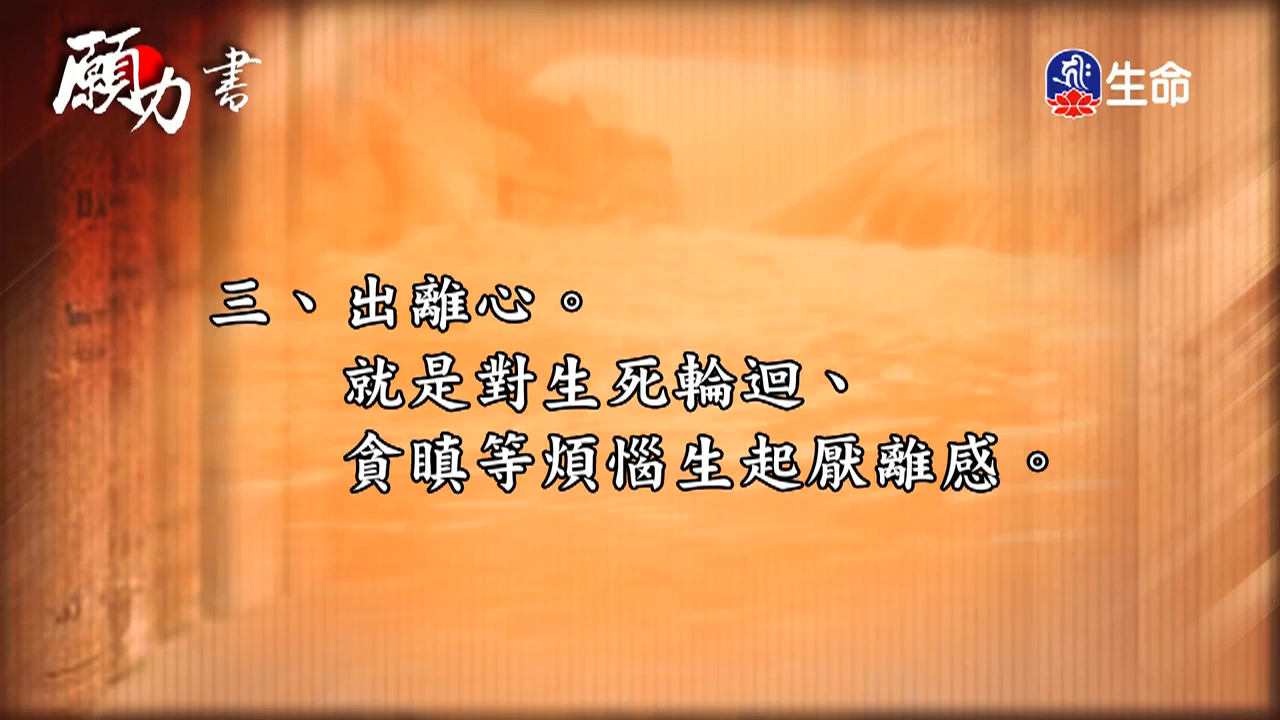 願力書
生命
三、出離心。
就是對生死輪迴、
貪瞋等煩惱生起厭離感。